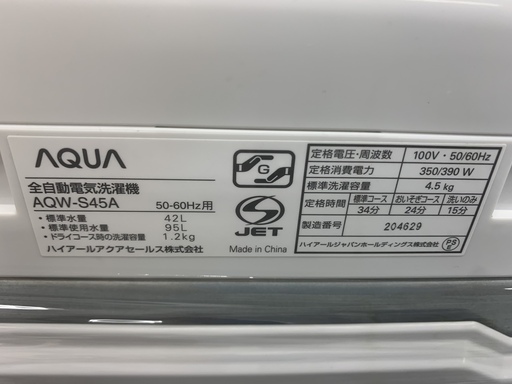 AQUA
全自動電気洗濯機
AQW-S45A 50-60Hz用
・標準水量 42L
・標準使用水量 95L
・ドライコース時の洗濯容量 1.2kg
ハイアールアクアセールス株式会社
G
S
JET
Made in China
定格電圧・周波数 100V・50/60Hz
定格消費電力 350/390 W
標準洗濯容量 4.5 kg
定格時間 標準コース おいそぎコース 洗いのみ
34分 24分 15分
製造番号 204629
ハイアールジャパンホールディングス株式会社
PS
E